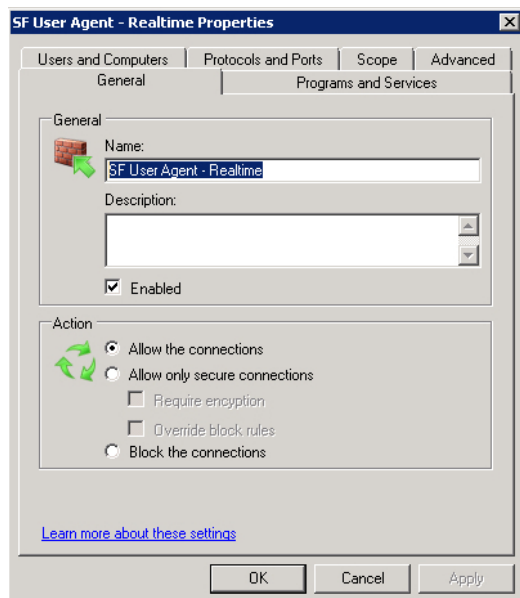 SF User Agent - Realtime Properties
Users and Computers Protocols and Ports Scope Advanced
General Programs and Services
General
Name:
SF User Agent - Realtime
Description:
Enabled
Action
Allow the connections
Allow only secure connections
Require encyption
Override block rules
Block the connections
Learn more about these settings
OK Cancel Apply